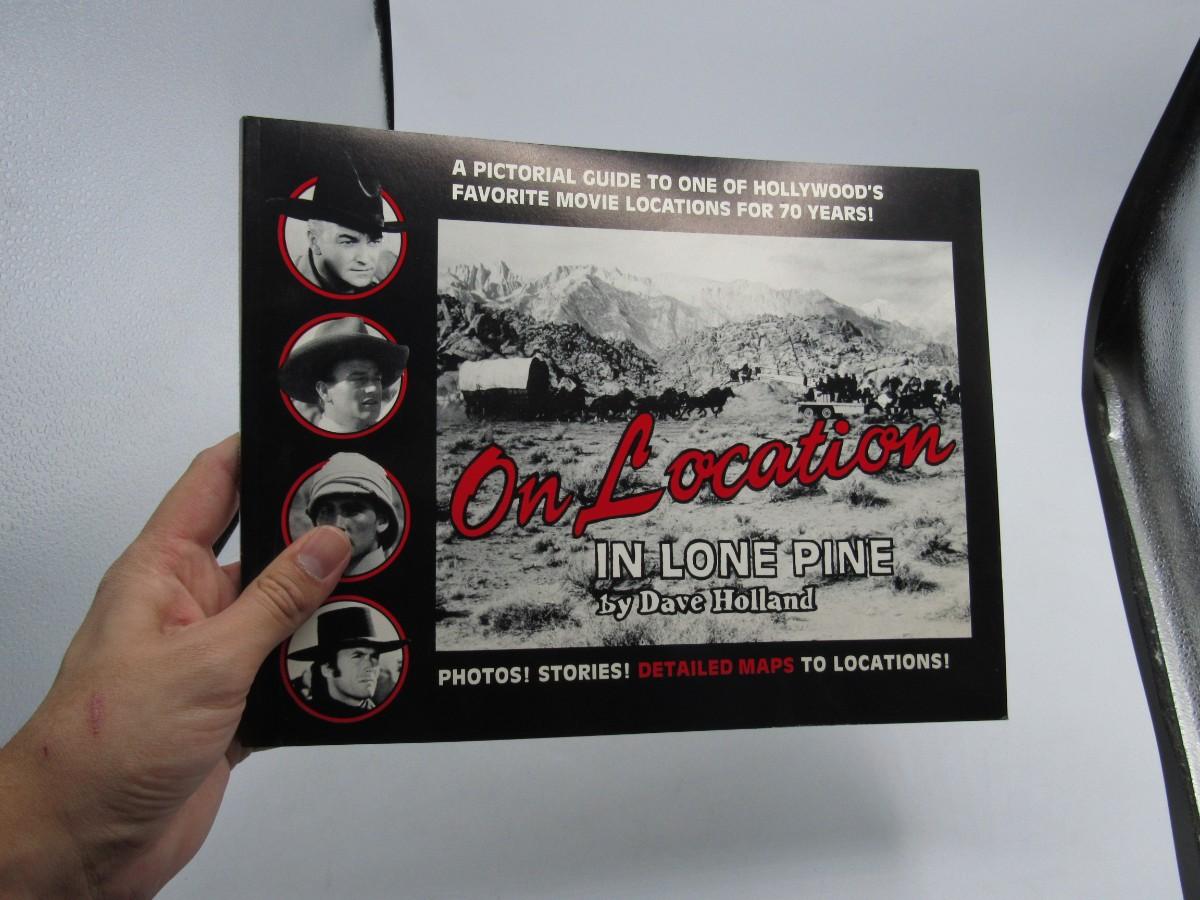 A PICTORIAL GUIDE TO ONE OF HOLLYWOOD'S
FAVORITE MOVIE LOCATIONS FOR 70 YEARS!
On Location
IN LONE PINE
by Dave Holland
PHOTOS! STORIES! DETAILED MAPS TO LOCATIONS!